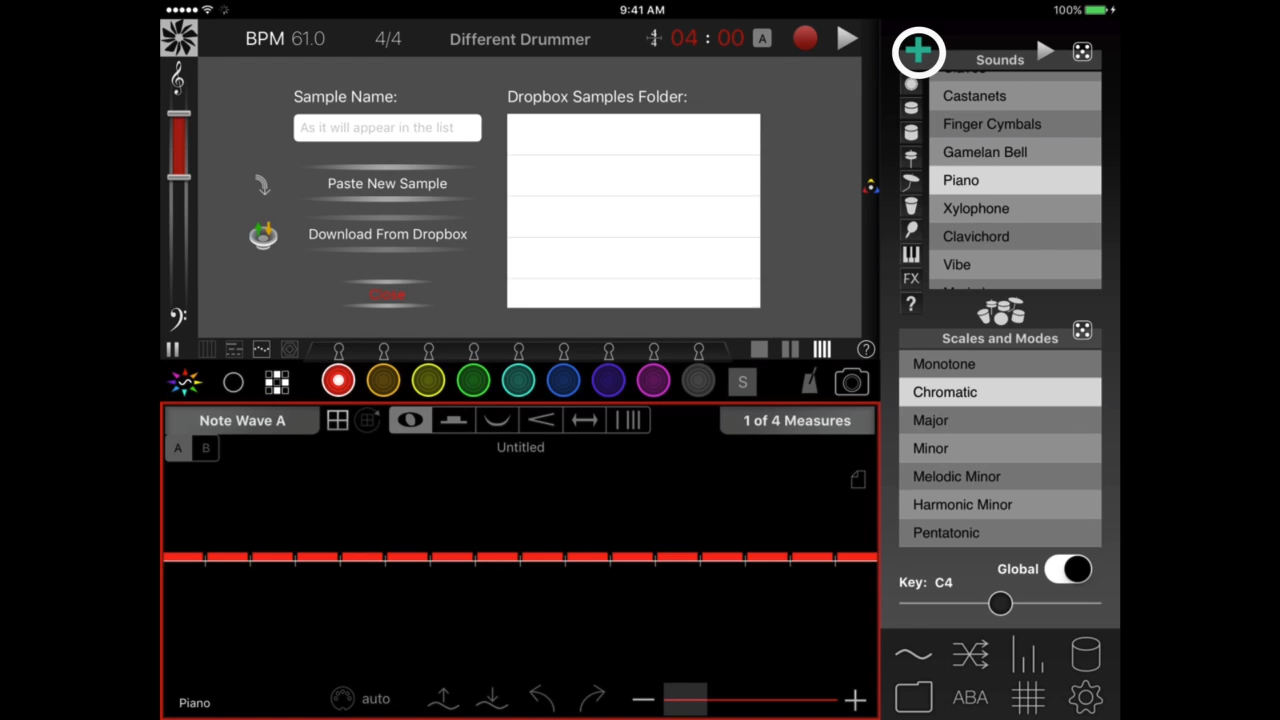 9:41 AM
100%
BPM 61.0
4/4
Different Drummer
04 : 00 A
Sample Name:
As it will appear in the list
Paste New Sample
Download From Dropbox
Close
Dropbox Samples Folder:
Sounds
Castanets
Finger Cymbals
Gamelan Bell
Piano
Xylophone
Clavichord
Vibe
FX
?
Scales and Modes
Monotone
Chromatic
Major
Minor
Melodic Minor
Harmonic Minor
Pentatonic
Global
Key: C4
ABA
?
S
Note Wave A
1 of 4 Measures
A B
Untitled
Piano
auto